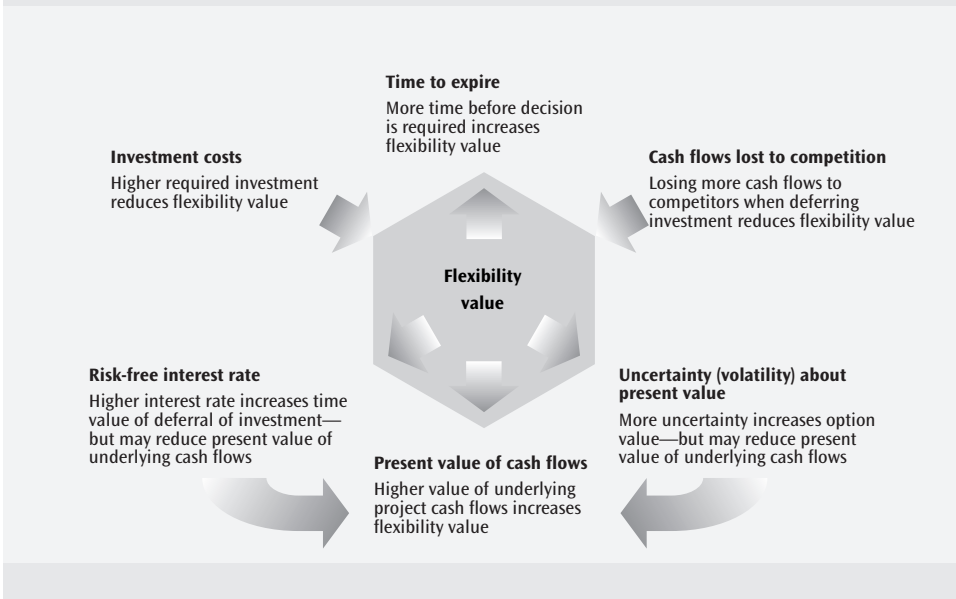 Time to expire
More time before decision
is required increases
flexibility value
Investment costs
Higher required investment
reduces flexibility value
Cash flows lost to competition
Losing more cash flows to
competitors when deferring
investment reduces flexibility value
Flexibility
value
Risk-free interest rate
Higher interest rate increases time
value of deferral of investment—
but may reduce present value of
underlying cash flows
Uncertainty (volatility) about
present value
More uncertainty increases option
value—but may reduce present
value of underlying cash flows
Present value of cash flows
Higher value of underlying
project cash flows increases
flexibility value